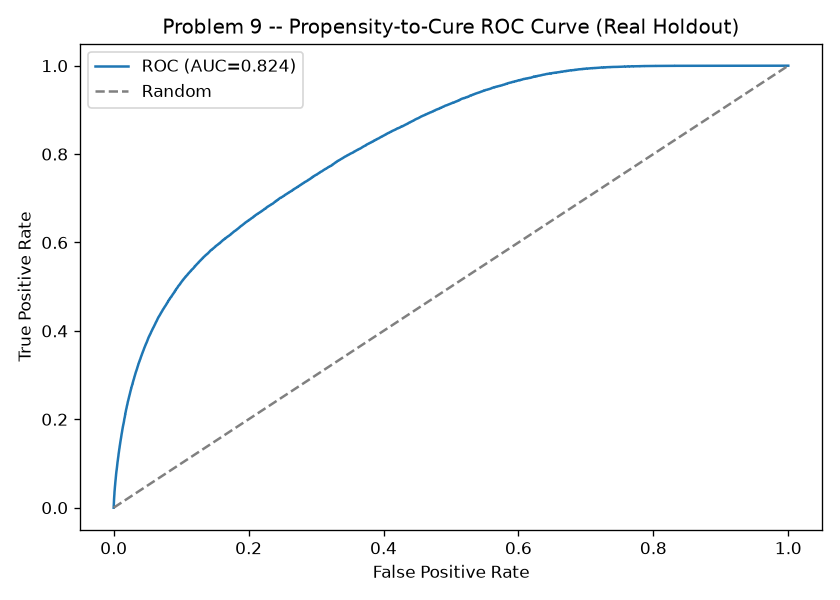 Problem 9 -- Propensity-to-Cure ROC Curve (Real Holdout)
ROC (AUC=0.824)
Random
True Positive Rate
1.0
0.8
0.6
0.4
0.2
0.0
0.0 0.2 0.4 0.6 0.8 1.0
False Positive Rate